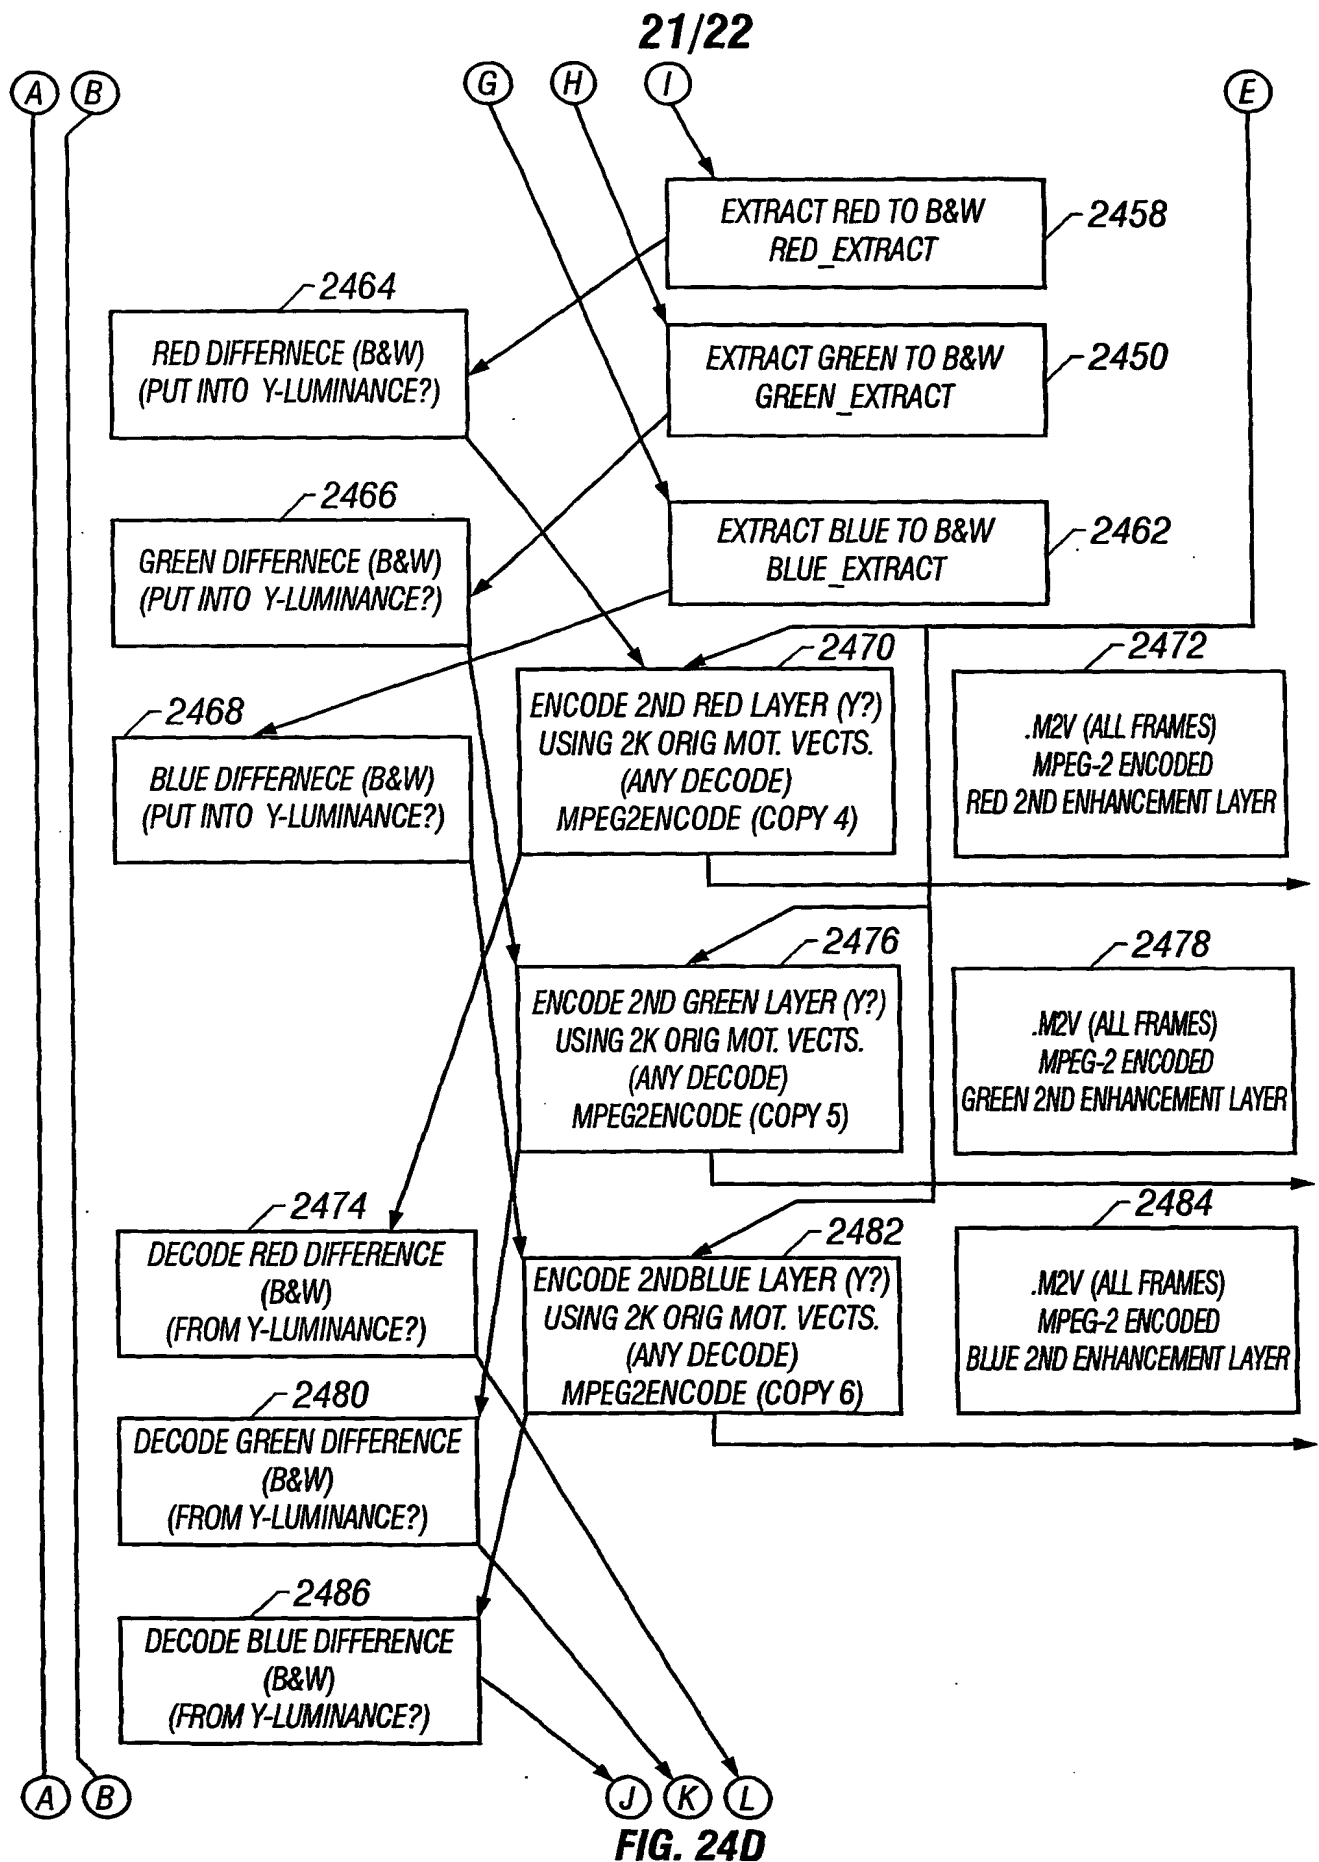 21/22
A
B
G
H
I
E
EXTRACT RED TO B&W
RED_EXTRACT
2458
2464
RED DIFFERNECE (B&W)
(PUT INTO Y-LUMINANCE?)
EXTRACT GREEN TO B&W
GREEN_EXTRACT
2450
2466
GREEN DIFFERNECE (B&W)
(PUT INTO Y-LUMINANCE?)
EXTRACT BLUE TO B&W
BLUE_EXTRACT
2462
2468
BLUE DIFFERNECE (B&W)
(PUT INTO Y-LUMINANCE?)
2470
ENCODE 2ND RED LAYER (Y?)
USING 2K ORIG MOT. VECTS.
(ANY DECODE)
MPEG2ENCODE (COPY 4)
2472
.M2V (ALL FRAMES)
MPEG-2 ENCODED
RED 2ND ENHANCEMENT LAYER
2476
ENCODE 2ND GREEN LAYER (Y?)
USING 2K ORIG MOT. VECTS.
(ANY DECODE)
MPEG2ENCODE (COPY 5)
2478
.M2V (ALL FRAMES)
MPEG-2 ENCODED
GREEN 2ND ENHANCEMENT LAYER
2474
DECODE RED DIFFERENCE
(B&W)
(FROM Y-LUMINANCE?)
2482
ENCODE 2NDBLUE LAYER (Y?)
USING 2K ORIG MOT. VECTS.
(ANY DECODE)
MPEG2ENCODE (COPY 6)
2484
.M2V (ALL FRAMES)
MPEG-2 ENCODED
BLUE 2ND ENHANCEMENT LAYER
2480
DECODE GREEN DIFFERENCE
(B&W)
(FROM Y-LUMINANCE?)
2486
DECODE BLUE DIFFERENCE
(B&W)
(FROM Y-LUMINANCE?)
A
B
J
K
L
FIG. 24D